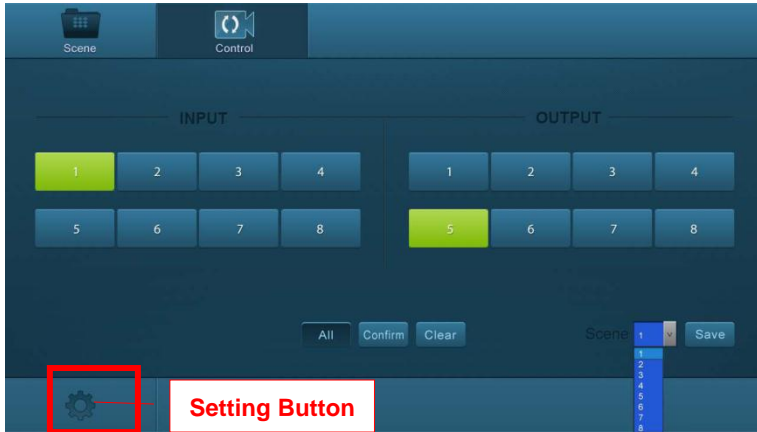 Scene Control
INPUT OUTPUT
1 2 3 4 1 2 3 4
5 6 7 8 5 6 7 8
All Confirm Clear Scene 1 v Save
1
2
3
4
5
6
7
8
Setting Button